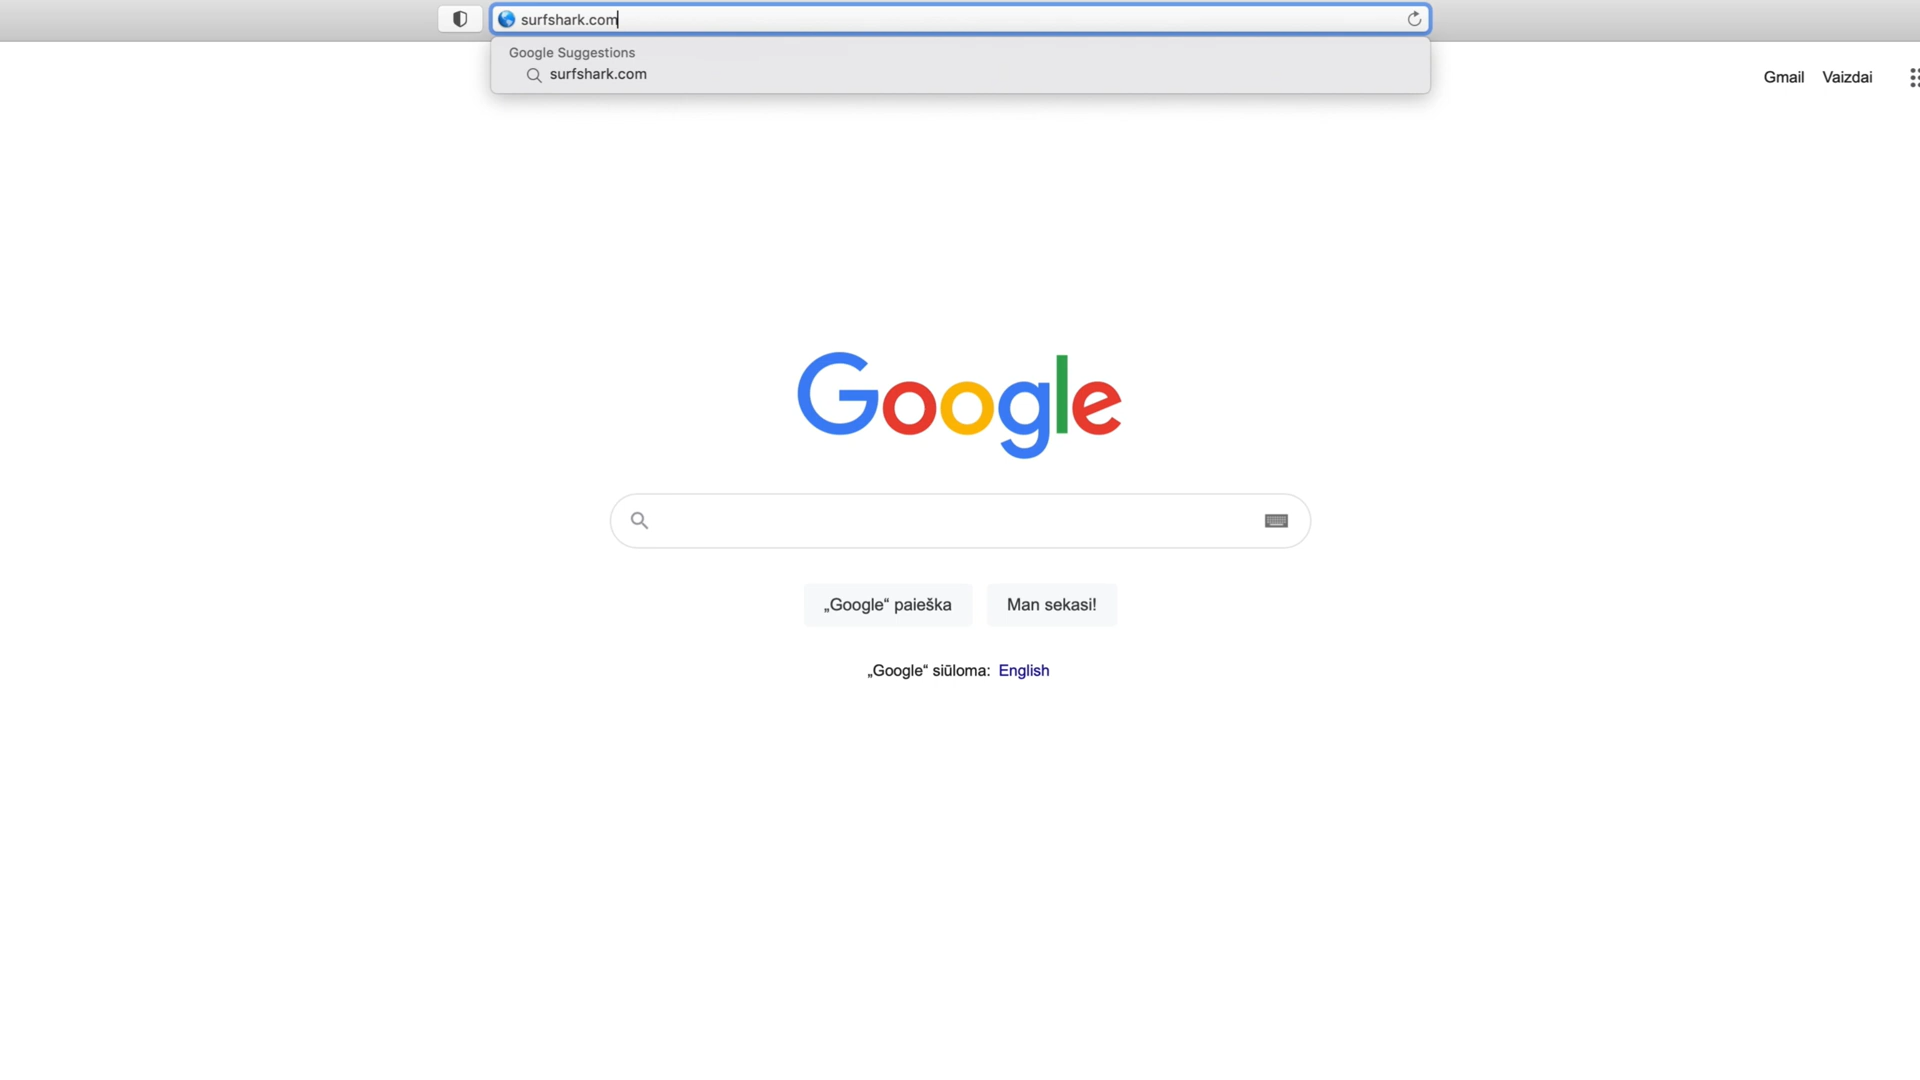 surfshark.com
Google Suggestions
surfshark.com
Gmail Vaizdai
Google
„Google“ paieška Man sekasi!
„Google“ siūloma: English